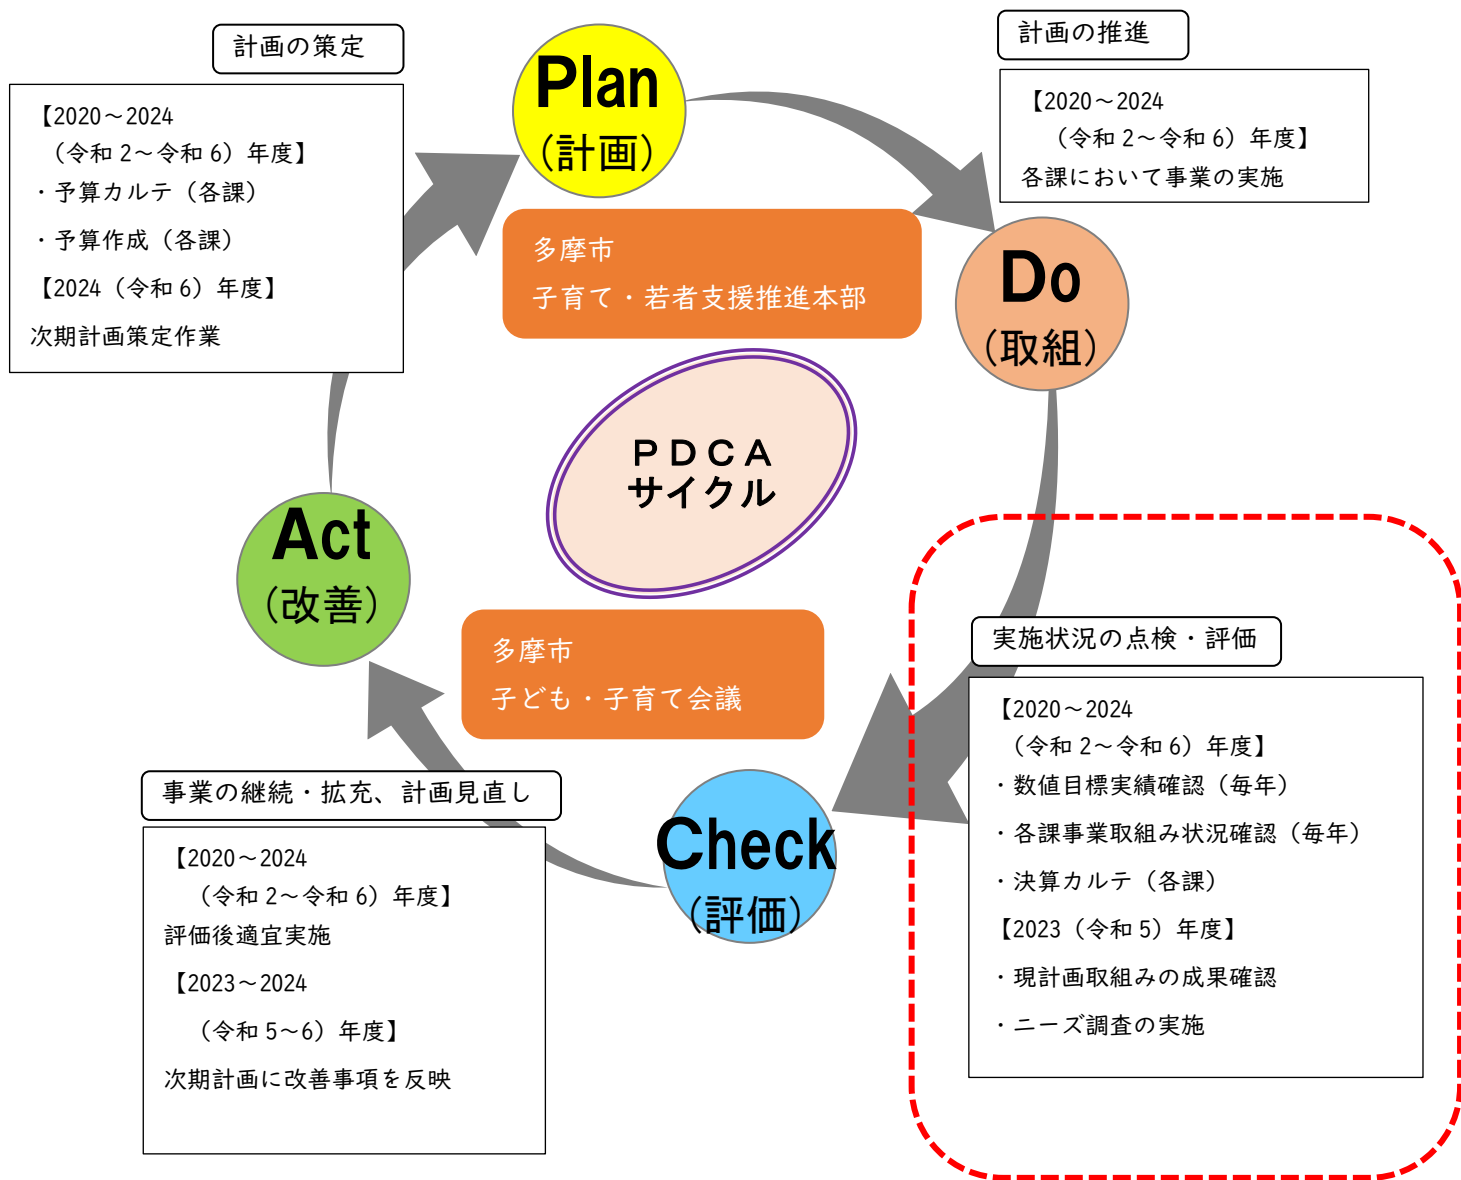 計画の策定
【2020～2024
（令和2～令和6）年度】
・予算カルテ（各課）
・予算作成（各課）
【2024（令和6）年度】
次期計画策定作業
Plan
（計画）
計画の推進
【2020～2024
（令和2～令和6）年度】
各課において事業の実施
多摩市
子育て・若者支援推進本部
Do
（取組）
ＰＤＣＡ
サイクル
Act
（改善）
多摩市
子ども・子育て会議
実施状況の点検・評価
【2020～2024
（令和2～令和6）年度】
・数値目標実績確認（毎年）
・各課事業取組み状況確認（毎年）
・決算カルテ（各課）
【2023（令和5）年度】
・現計画取組みの成果確認
・ニーズ調査の実施
Check
（評価）
事業の継続・拡充、計画見直し
【2020～2024
（令和2～令和6）年度】
評価後適宜実施
【2023～2024
（令和5～6）年度】
次期計画に改善事項を反映